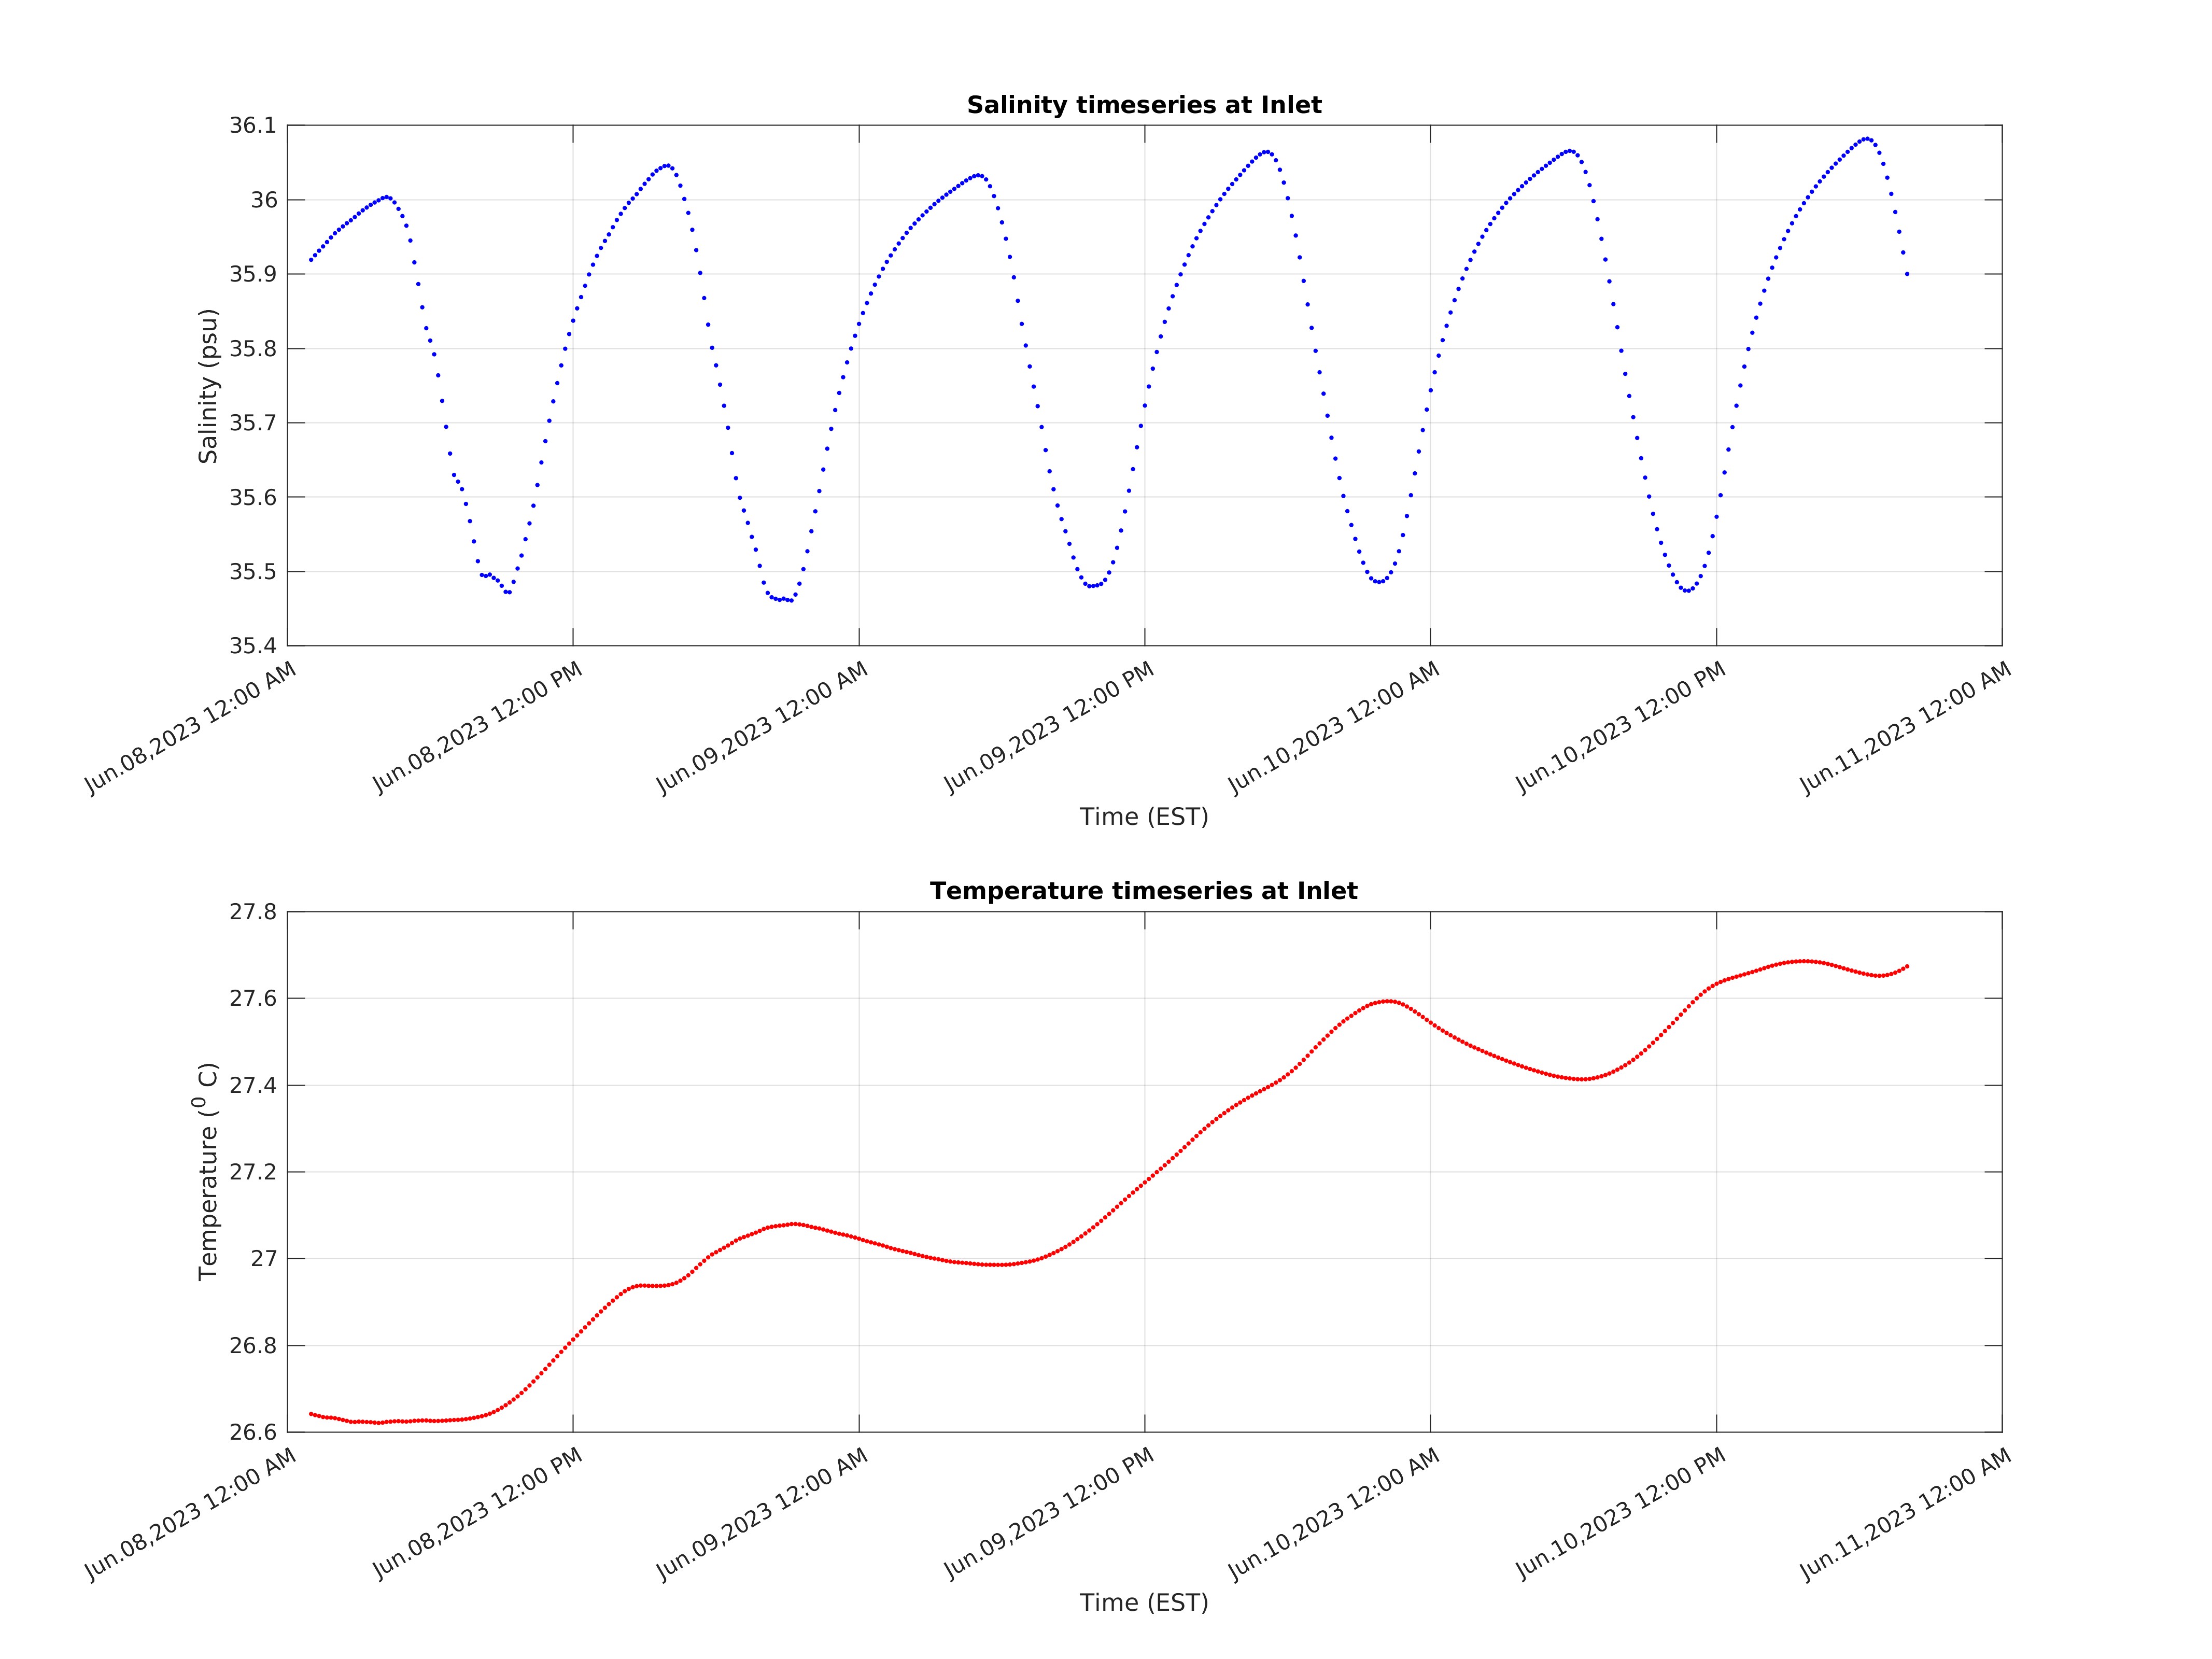 Salinity timeseries at Inlet
Salinity (psu)
36.1
36
35.9
35.8
35.7
35.6
35.5
35.4
Jun.08,2023 12:00 AM
Jun.08,2023 12:00 PM
Jun.09,2023 12:00 AM
Jun.09,2023 12:00 PM
Jun.10,2023 12:00 AM
Jun.10,2023 12:00 PM
Jun.11,2023 12:00 AM
Time (EST)
Temperature timeseries at Inlet
Temperature (⁰ C)
27.8
27.6
27.4
27.2
27
26.8
26.6
Jun.08,2023 12:00 AM
Jun.08,2023 12:00 PM
Jun.09,2023 12:00 AM
Jun.09,2023 12:00 PM
Jun.10,2023 12:00 AM
Jun.10,2023 12:00 PM
Jun.11,2023 12:00 AM
Time (EST)